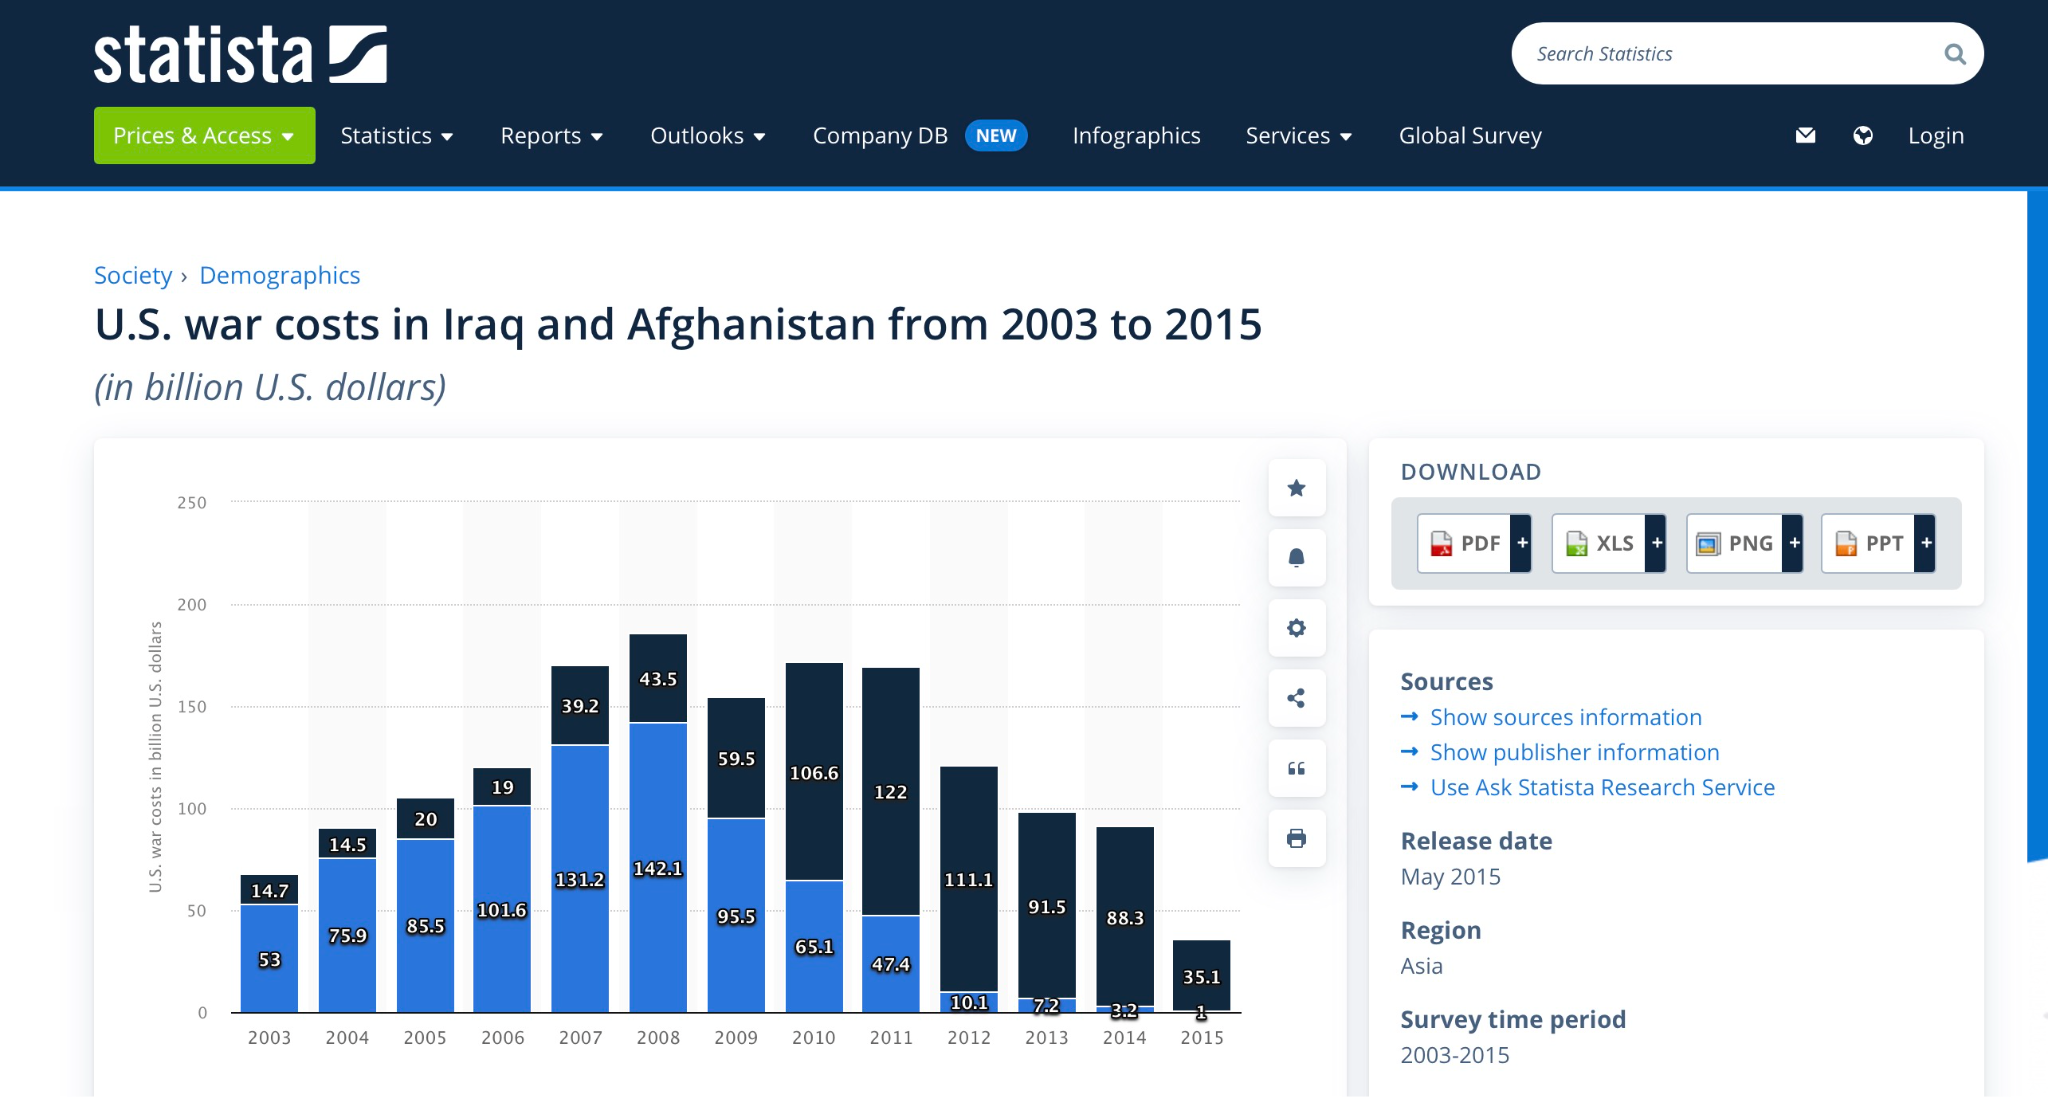 statista
Search Statistics
Prices & Access Statistics Reports Outlooks Company DB NEW Infographics Services Global Survey Login
Society › Demographics
U.S. war costs in Iraq and Afghanistan from 2003 to 2015
(in billion U.S. dollars)
U.S. war costs in billion U.S. dollars
250
200
150
100
50
0
14.7
53
14.5
75.9
20
85.5
19
101.6
39.2
131.2
43.5
142.1
59.5
95.5
106.6
65.1
122
47.4
111.1
10.1
91.5
7.2
88.3
3.2
35.1
1
2003 2004 2005 2006 2007 2008 2009 2010 2011 2012 2013 2014 2015
DOWNLOAD
PDF + XLS + PNG + PPT +
Sources
→ Show sources information
→ Show publisher information
→ Use Ask Statista Research Service
Release date
May 2015
Region
Asia
Survey time period
2003-2015